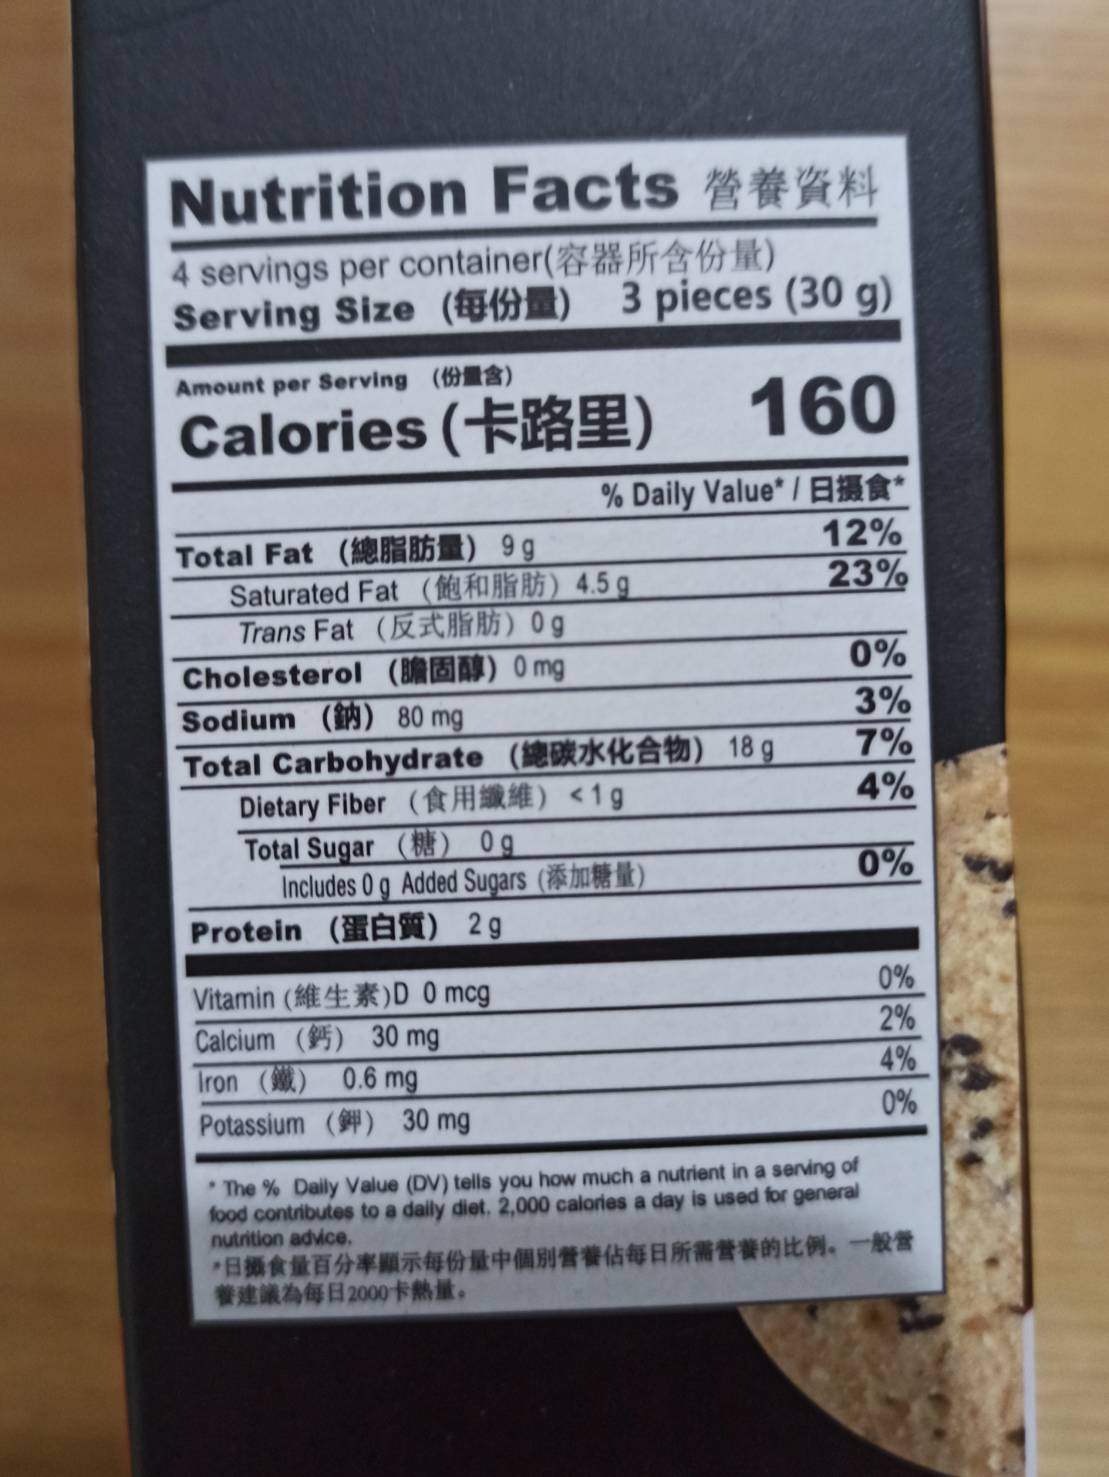 Nutrition Facts 營養資料
4 servings per container(容器所含份量)
Serving Size (每份量) 3 pieces (30 g)
Amount per Serving (份量含)
Calories (卡路里) 160
% Daily Value* / 日摄食*
Total Fat (總脂肪量) 9 g 12%
Saturated Fat (飽和脂肪) 4.5 g 23%
Trans Fat (反式脂肪) 0 g
Cholesterol (膽固醇) 0 mg 0%
Sodium (鈉) 80 mg 3%
Total Carbohydrate (總碳水化合物) 18 g 7%
Dietary Fiber (食用纖維) <1 g 4%
Total Sugar (糖) 0 g
Includes 0 g Added Sugars (添加糖量) 0%
Protein (蛋白質) 2 g
Vitamin (維生素)D 0 mcg 0%
Calcium (鈣) 30 mg 2%
Iron (鐵) 0.6 mg 4%
Potassium (鉀) 30 mg 0%
* The % Daily Value (DV) tells you how much a nutrient in a serving of
food contributes to a daily diet. 2,000 calories a day is used for general
nutrition advice.
*日攝食量百分率顯示每份量中個別營養佔每日所需營養的比例。一般營
養建議為每日2000卡熱量。